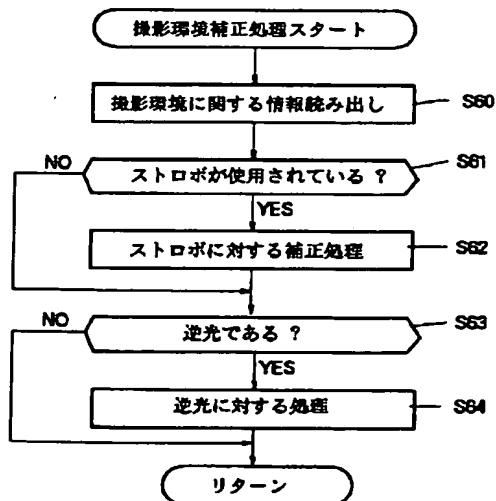 撮影環境補正処理スタート
撮影環境に関する情報読み出し
S60
ストロボが使用されている ?
S61
NO
YES
ストロボに対する補正処理
S62
逆光である ?
S63
NO
YES
逆光に対する処理
S64
リターン